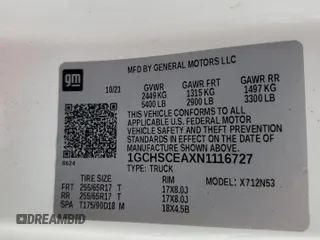 gm
MFD BY GENERAL MOTORS LLC
10/21 GVWR GAWR FRT GAWR RR
2449 KG 1315 KG 1497 KG
5400 LB 2900 LB 3300 LB
THIS VEHICLE CONFORMS TO ALL
APPLICABLE U.S. FEDERAL MOTOR
VEHICLE SAFETY AND THEFT PREVENTION
STANDARDS IN EFFECT ON THE DATE OF
MANUFACTURE SHOWN ABOVE.
1GCHSCEAXN1116727
TYPE: TRUCK MODEL: X712N53
TIRE SIZE RIM
FRT 255/65R17 T 17X8.0J
RR 255/65R17 T 17X8.0J
SPA T175/90D18 M 18X4.5B
DREAMBID